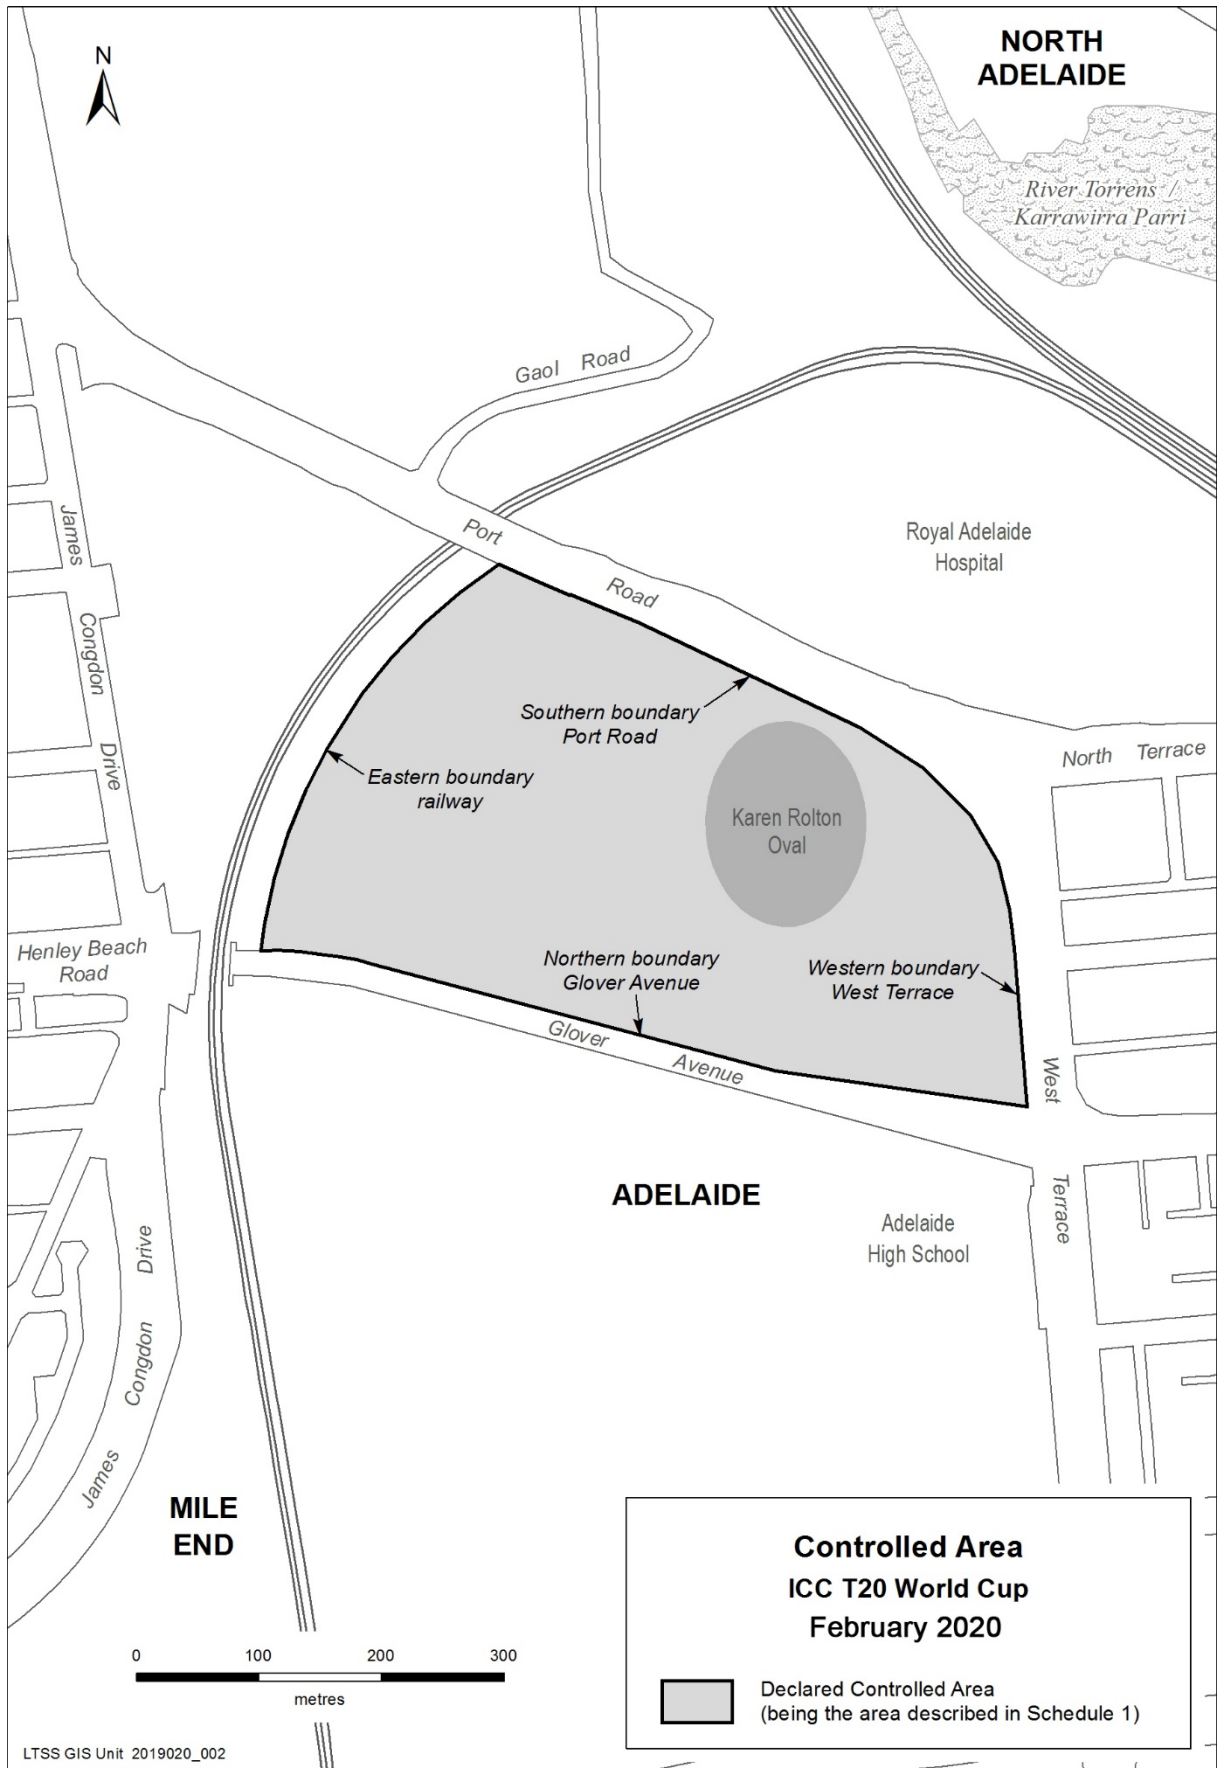 N
NORTH
ADELAIDE
River Torrens /
Karrawirra Parri
Gaol Road
Royal Adelaide
Hospital
Port
Road
James
Congdon
Drive
Southern boundary
Port Road
North Terrace
Eastern boundary
railway
Karen Rolton
Oval
Henley Beach
Road
Northern boundary
Glover Avenue
Western boundary
West Terrace
Glover
Avenue
West
Terrace
ADELAIDE
Adelaide
High School
James
Congdon
Drive
MILE
END
Controlled Area
ICC T20 World Cup
February 2020
Declared Controlled Area
(being the area described in Schedule 1)
0 100 200 300
metres
LTSS GIS Unit 2019020_002